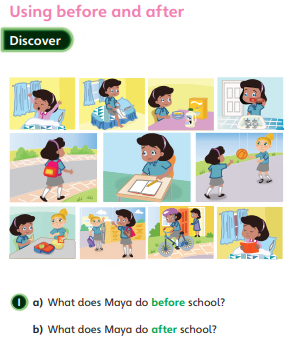 Using before and after
Discover
1 a) What does Maya do before school?
b) What does Maya do after school?